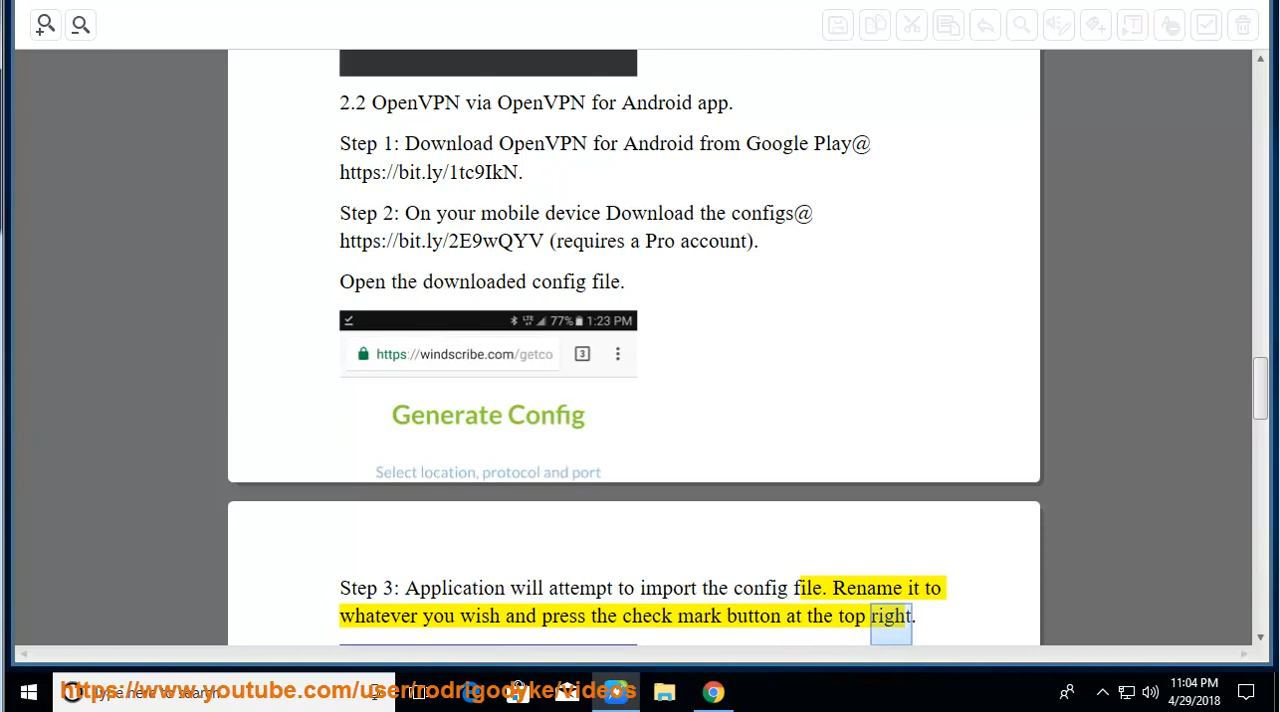 2.2 OpenVPN via OpenVPN for Android app.
Step 1: Download OpenVPN for Android from Google Play@
https://bit.ly/1tc9IkN.
Step 2: On your mobile device Download the configs@
https://bit.ly/2E9wQYV (requires a Pro account).
Open the downloaded config file.
LTE 77% 1:23 PM
https://windscribe.com/getco 3
Generate Config
Select location, protocol and port
Step 3: Application will attempt to import the config file. Rename it to
whatever you wish and press the check mark button at the top right.
https://www.youtube.com/user/rodrigodyke/videos
Type here to search
11:04 PM
4/29/2018